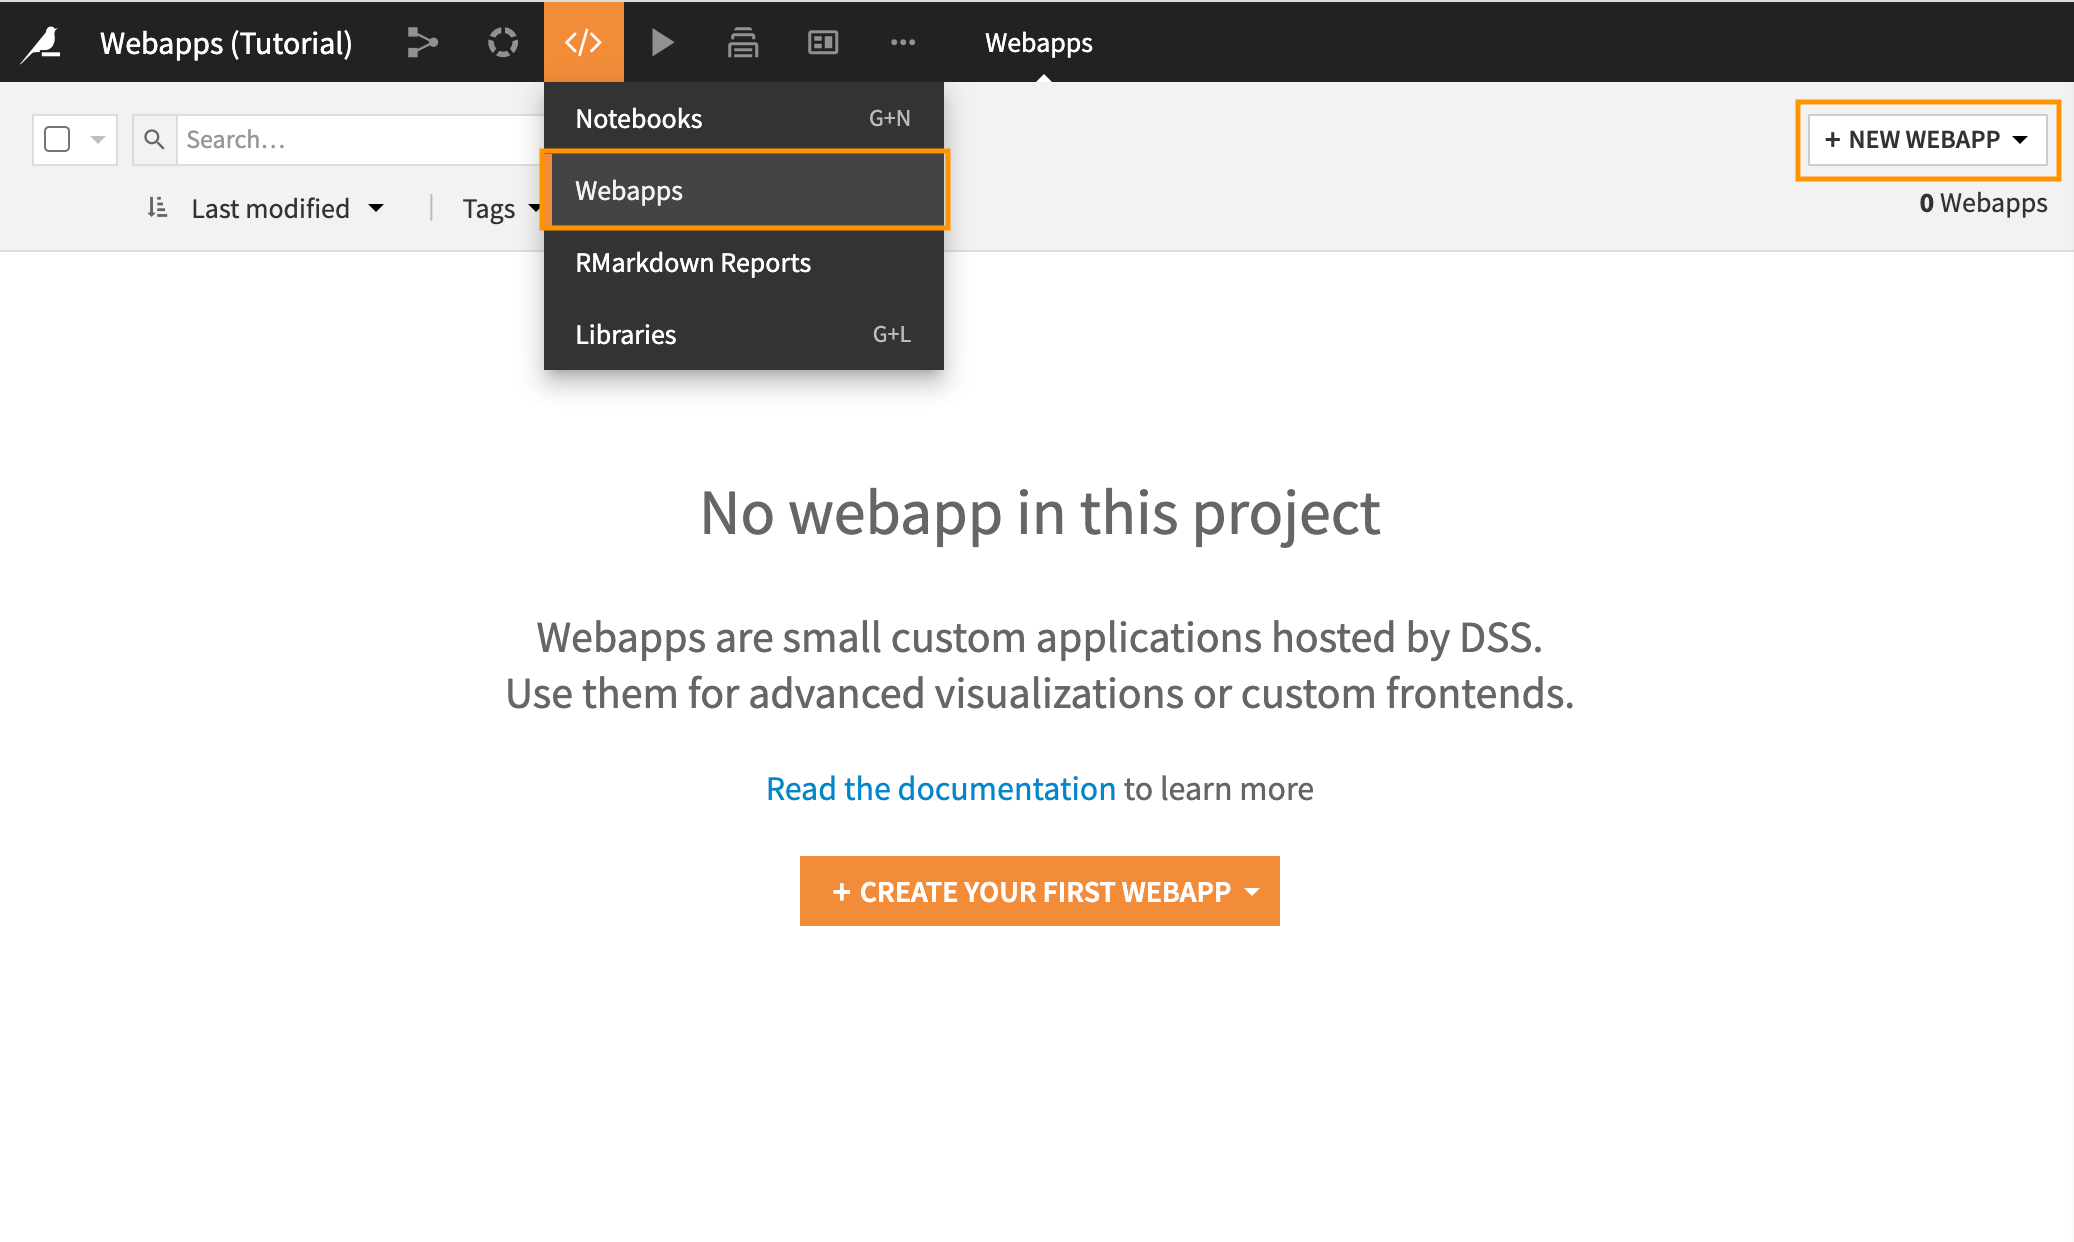 Webapps (Tutorial)
</>
Webapps
Notebooks G+N
Webapps
RMarkdown Reports
Libraries G+L
Search...
+ NEW WEBAPP
Last modified
Tags
0 Webapps
No webapp in this project
Webapps are small custom applications hosted by DSS.
Use them for advanced visualizations or custom frontends.
Read the documentation to learn more
+ CREATE YOUR FIRST WEBAPP